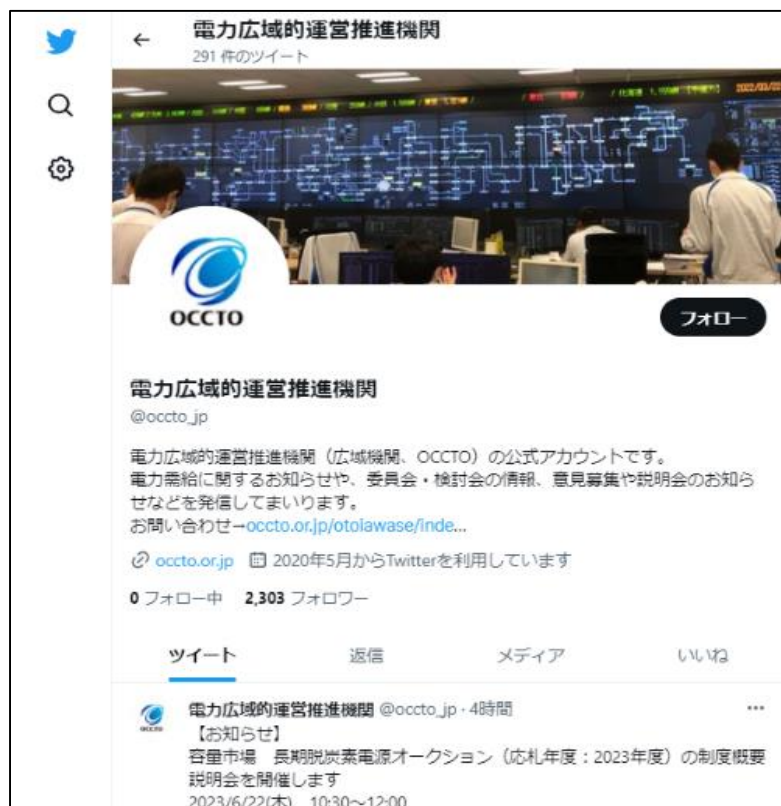 電力広域的運営推進機関
291 件のツイート
2022/03/22
OCCTO
フォロー
電力広域的運営推進機関
@occto_jp
電力広域的運営推進機関（広域機関、OCCTO）の公式アカウントです。
電力需給に関するお知らせや、委員会・検討会の情報、意見募集や説明会のお知ら
せなどを発信してまいります。
お問い合わせ→occto.or.jp/otoiawase/inde...
occto.or.jp 2020年5月からTwitterを利用しています
0 フォロー中 2,303 フォロワー
ツイート 返信 メディア いいね
電力広域的運営推進機関 @occto_jp · 4時間
【お知らせ】
容量市場 長期脱炭素電源オークション（応札年度：2023年度）の制度概要
説明会を開催します
2023/6/22(木) 10:30～12:00